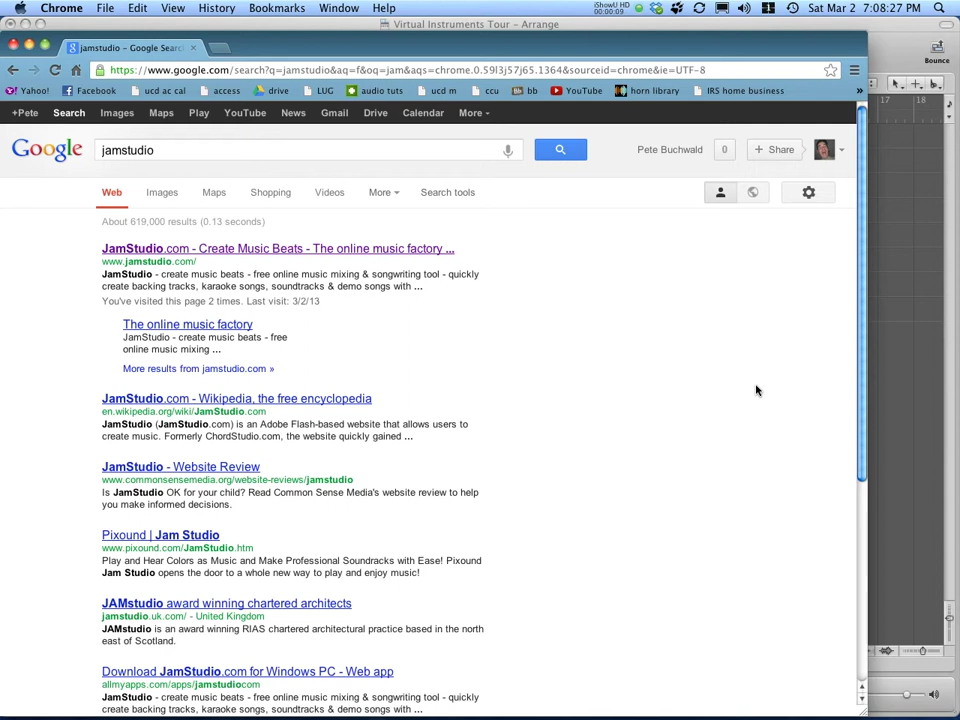 Chrome File Edit View History Bookmarks Window Help iShowU HD 00:00:09 1 Sat Mar 2 7:08:27 PM
Virtual Instruments Tour - Arrange
jamstudio - Google Search
Bounce
https://www.google.com/search?q=jamstudio&aq=f&oq=jam&aqs=chrome.0.59l3j57j65.1364&sourceid=chrome&ie=UTF-8
Yahoo! Facebook ucd ac cal access drive LUG audio tuts ucd m ccu Bb bb YouTube horn library IRS home business »
17 18
+Pete Search Images Maps Play YouTube News Gmail Drive Calendar More
Google jamstudio Pete Buchwald 0 + Share
Web Images Maps Shopping Videos More Search tools
About 619,000 results (0.13 seconds)
JamStudio.com - Create Music Beats - The online music factory ...
www.jamstudio.com/
JamStudio - create music beats - free online music mixing & songwriting tool - quickly
create backing tracks, karaoke songs, soundtracks & demo songs with ...
You've visited this page 2 times. Last visit: 3/2/13
The online music factory
JamStudio - create music beats - free
online music mixing ...
More results from jamstudio.com »
JamStudio.com - Wikipedia, the free encyclopedia
en.wikipedia.org/wiki/JamStudio.com
JamStudio (JamStudio.com) is an Adobe Flash-based website that allows users to
create music. Formerly ChordStudio.com, the website quickly gained ...
JamStudio - Website Review
www.commonsensemedia.org/website-reviews/jamstudio
Is JamStudio OK for your child? Read Common Sense Media's website review to help
you make informed decisions.
Pixound | Jam Studio
www.pixound.com/JamStudio.htm
Play and Hear Colors as Music and Make Professional Soundracks with Ease! Pixound
Jam Studio opens the door to a whole new way to play and enjoy music!
JAMstudio award winning chartered architects
jamstudio.uk.com/ - United Kingdom
JAMstudio is an award winning RIAS chartered architectural practice based in the north
east of Scotland.
Download JamStudio.com for Windows PC - Web app
allmyapps.com/apps/jamstudiocom
JamStudio - create music beats - free online music mixing & songwriting tool - quickly
create backing tracks, karaoke songs, soundtracks & demo songs with ...